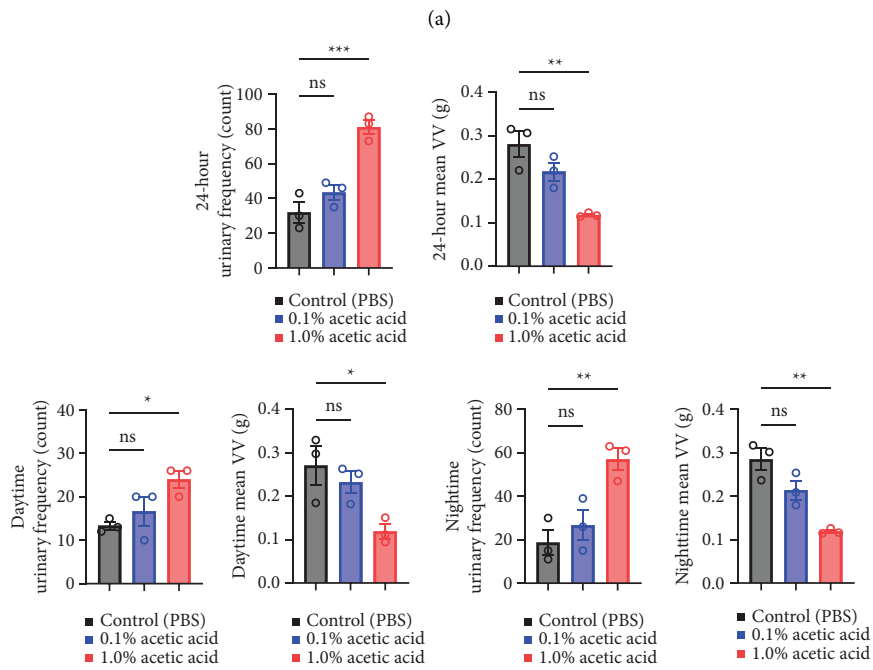 (a)
24-hour
urinary frequency (count)
100
80
60
40
20
0
***
ns
Control (PBS)
0.1% acetic acid
1.0% acetic acid
24-hour mean VV (g)
0.4
0.3
0.2
0.1
0.0
**
ns
Control (PBS)
0.1% acetic acid
1.0% acetic acid
Daytime
urinary frequency (count)
40
30
20
10
0
*
ns
Control (PBS)
0.1% acetic acid
1.0% acetic acid
Daytime mean VV (g)
0.4
0.3
0.2
0.1
0.0
*
ns
Control (PBS)
0.1% acetic acid
1.0% acetic acid
Nightime
urinary frequency (count)
80
60
40
20
0
**
ns
Control (PBS)
0.1% acetic acid
1.0% acetic acid
Nighttime mean VV (g)
0.4
0.3
0.2
0.1
0.0
**
ns
Control (PBS)
0.1% acetic acid
1.0% acetic acid